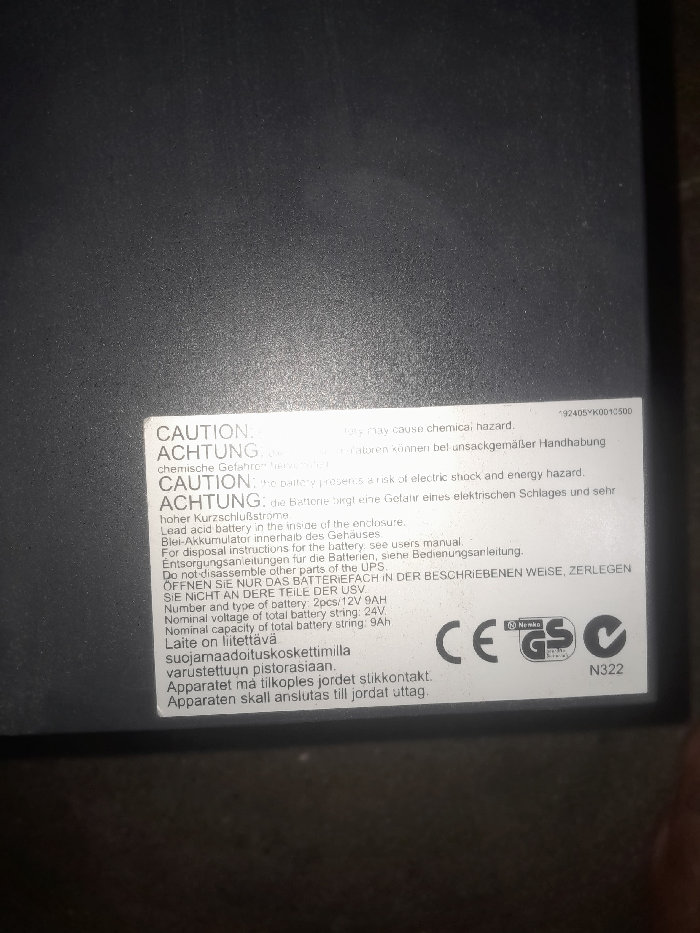 192405YK0010500
CAUTION: may cause chemical hazard.
ACHTUNG: können bei unsackgemäßer Handhabung
chemische Gefahren
CAUTION: the battery presents a risk of electric shock and energy hazard.
ACHTUNG: die Batterie birgt eine Gefahr eines elektrischen Schlages und sehr
hoher Kurzschlußströme.
Lead acid battery in the inside of the enclosure.
Blei-Akkumulator innerhalb des Gehäuses.
For disposal instructions for the battery, see users manual.
Entsorgungsanleitungen für die Batterien, siehe Bedienungsanleitung.
Do not disassemble other parts of the UPS.
ÖFFNEN SIE NUR DAS BATTERIEFACH IN DER BESCHRIEBENEN WEISE, ZERLEGEN
SIE NICHT AN DERE TEILE DER USV
Number and type of battery: 2pcs/12V 9AH
Nominal voltage of total battery string: 24V.
Nominal capacity of total battery string: 9Ah
Laite on liitettävä
suojamaadoituskoskettimilla
varustettuun pistorasiaan.
Apparatet må tilkoples jordet stikkontakt.
Apparaten skall anslutas till jordat uttag.
CE
N Nemko
GS
N322